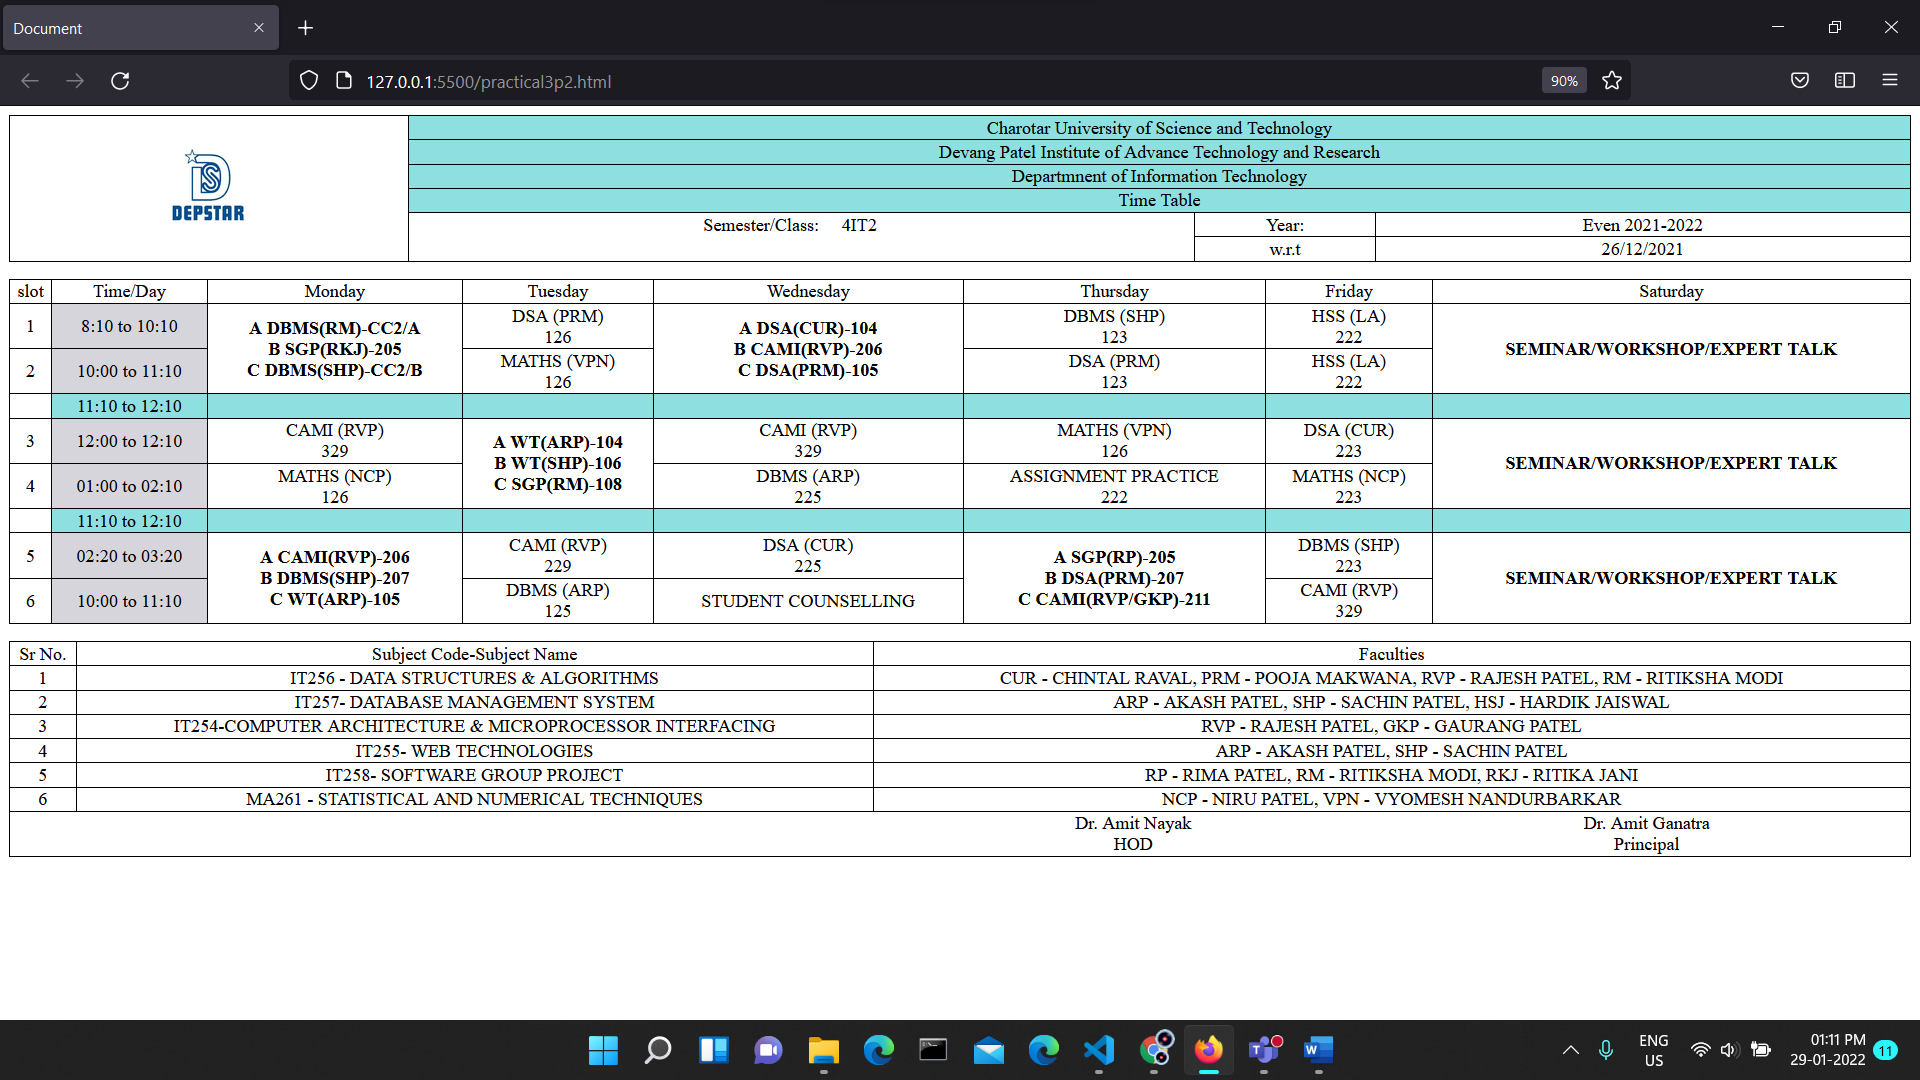 Document
127.0.0.1:5500/practical3p2.html
90%
DEPSTAR
Charotar University of Science and Technology
Devang Patel Institute of Advance Technology and Research
Departmnent of Information Technology
Time Table
Semester/Class: 4IT2
Year: Even 2021-2022
w.r.t 26/12/2021
slot Time/Day Monday Tuesday Wednesday Thursday Friday Saturday
1 8:10 to 10:10
A DBMS(RM)-CC2/A
B SGP(RKJ)-205
C DBMS(SHP)-CC2/B
DSA (PRM)
126
A DSA(CUR)-104
B CAMI(RVP)-206
C DSA(PRM)-105
DBMS (SHP)
123
HSS (LA)
222
SEMINAR/WORKSHOP/EXPERT TALK
2 10:00 to 11:10
MATHS (VPN)
126
DSA (PRM)
123
HSS (LA)
222
11:10 to 12:10
3 12:00 to 12:10
CAMI (RVP)
329
A WT(ARP)-104
B WT(SHP)-106
C SGP(RM)-108
CAMI (RVP)
329
MATHS (VPN)
126
DSA (CUR)
223
SEMINAR/WORKSHOP/EXPERT TALK
4 01:00 to 02:10
MATHS (NCP)
126
DBMS (ARP)
225
ASSIGNMENT PRACTICE
222
MATHS (NCP)
223
11:10 to 12:10
5 02:20 to 03:20
A CAMI(RVP)-206
B DBMS(SHP)-207
C WT(ARP)-105
CAMI (RVP)
229
DSA (CUR)
225
A SGP(RP)-205
B DSA(PRM)-207
C CAMI(RVP/GKP)-211
DBMS (SHP)
223
SEMINAR/WORKSHOP/EXPERT TALK
6 10:00 to 11:10
DBMS (ARP)
125
STUDENT COUNSELLING
CAMI (RVP)
329
Sr No. Subject Code-Subject Name Faculties
1 IT256 - DATA STRUCTURES & ALGORITHMS CUR - CHINTAL RAVAL, PRM - POOJA MAKWANA, RVP - RAJESH PATEL, RM - RITIKSHA MODI
2 IT257- DATABASE MANAGEMENT SYSTEM ARP - AKASH PATEL, SHP - SACHIN PATEL, HSJ - HARDIK JAISWAL
3 IT254-COMPUTER ARCHITECTURE & MICROPROCESSOR INTERFACING RVP - RAJESH PATEL, GKP - GAURANG PATEL
4 IT255- WEB TECHNOLOGIES ARP - AKASH PATEL, SHP - SACHIN PATEL
5 IT258- SOFTWARE GROUP PROJECT RP - RIMA PATEL, RM - RITIKSHA MODI, RKJ - RITIKA JANI
6 MA261 - STATISTICAL AND NUMERICAL TECHNIQUES NCP - NIRU PATEL, VPN - VYOMESH NANDURBARKAR
Dr. Amit Nayak Dr. Amit Ganatra
HOD Principal
ENG
US
01:11 PM
29-01-2022
11